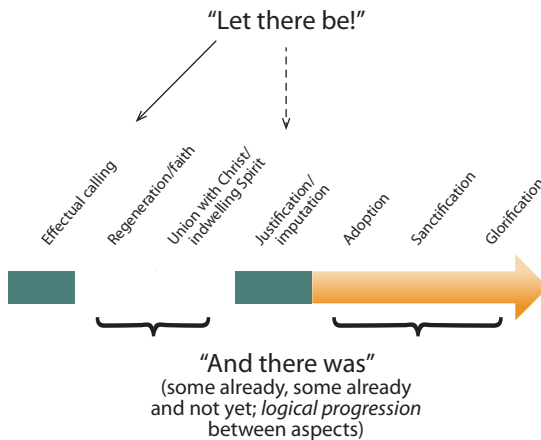 “Let there be!”
Effectual calling
Regeneration/faith
Union with Christ/
indwelling Spirit
Justification/
imputation
Adoption
Sanctification
Glorification
“And there was”
(some already, some already
and not yet; logical progression
between aspects)